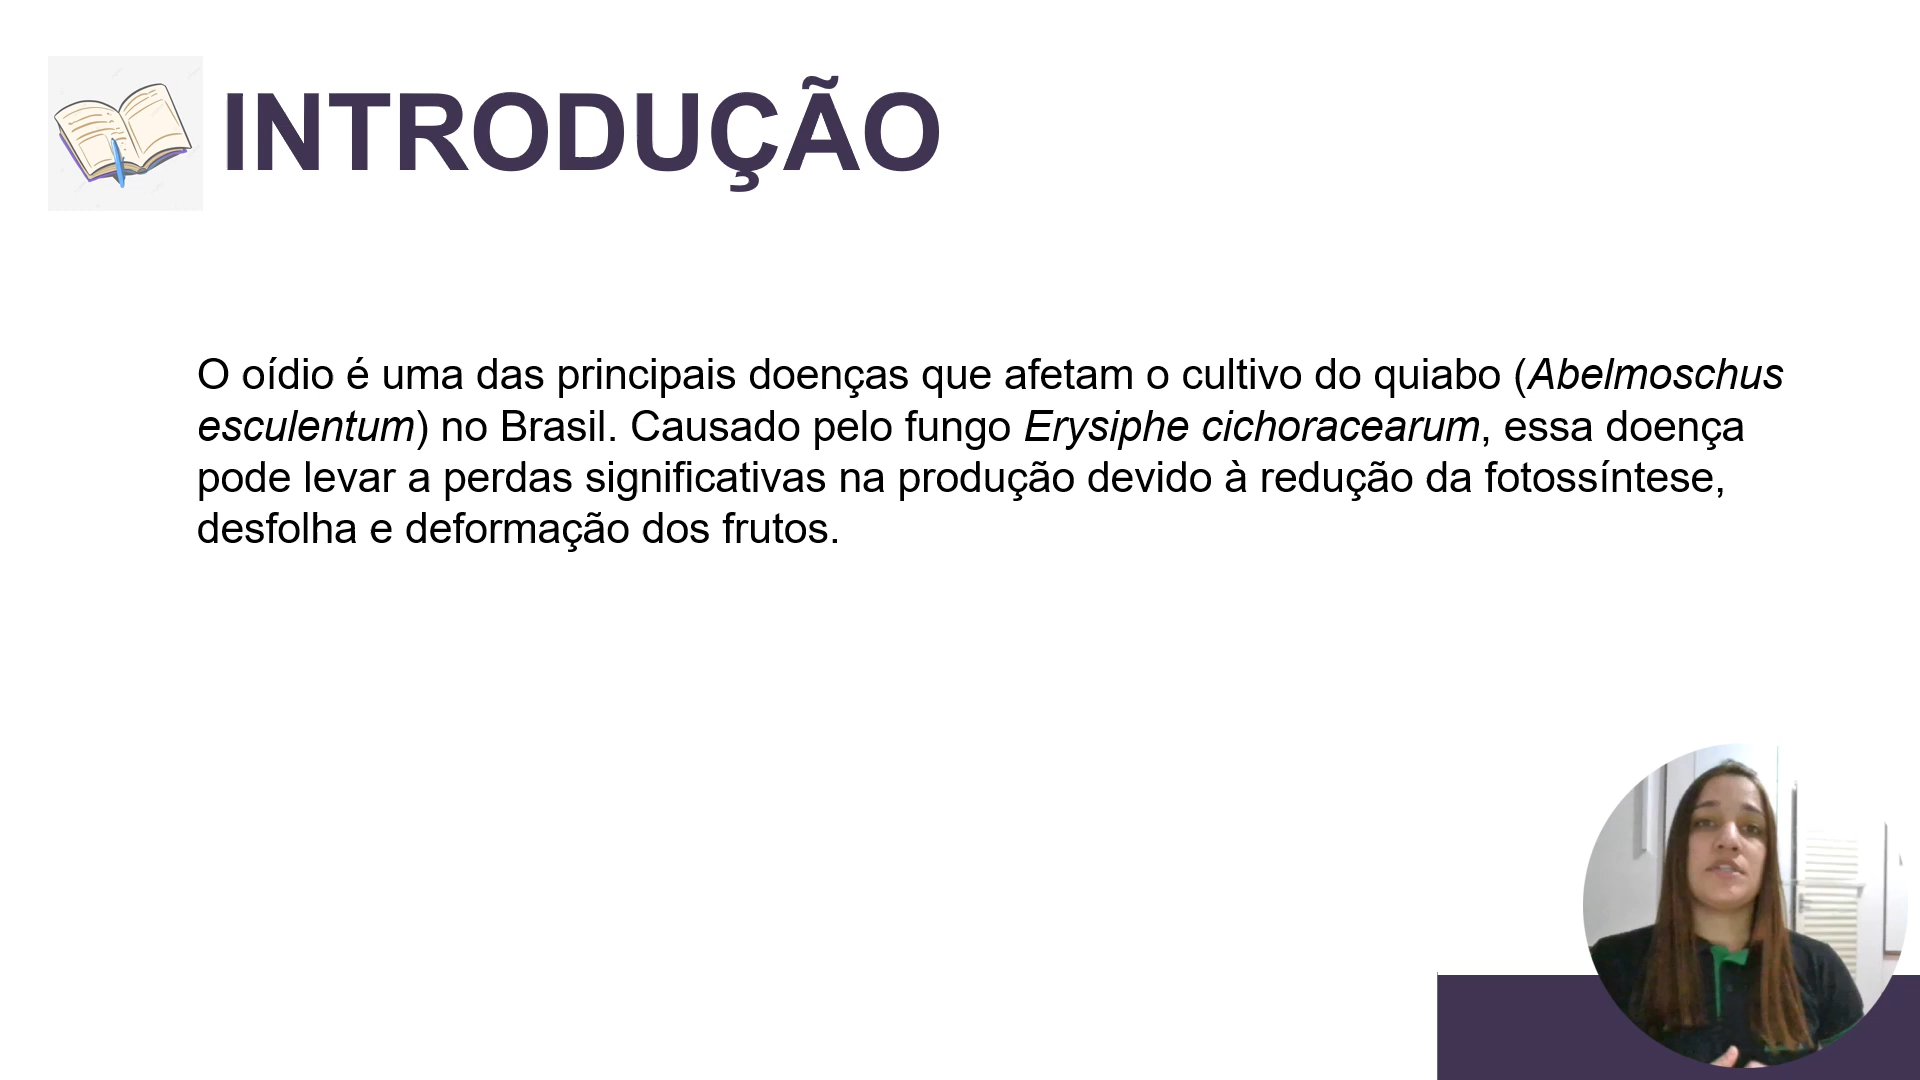 INTRODUÇÃO
O oídio é uma das principais doenças que afetam o cultivo do quiabo (Abelmoschus
esculentum) no Brasil. Causado pelo fungo Erysiphe cichoracearum, essa doença
pode levar a perdas significativas na produção devido à redução da fotossíntese,
desfolha e deformação dos frutos.